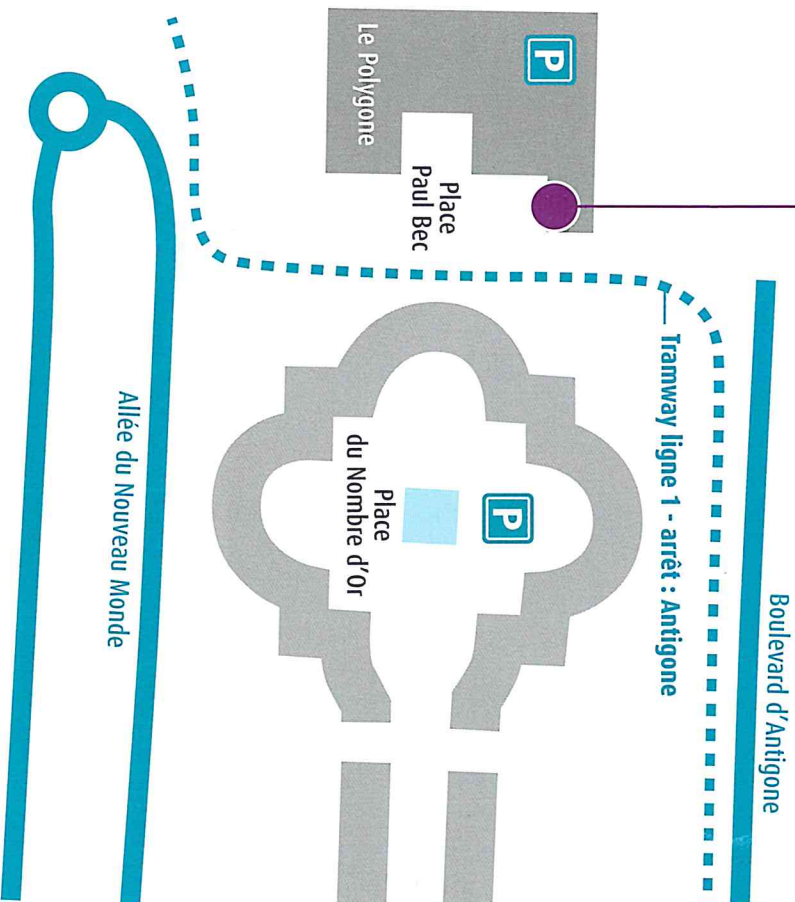 P
Le Polygone
Place
Paul Bec
Tramway ligne 1 - arrêt : Antigone
Boulevard d'Antigone
P
Place
du Nombre d'Or
Allée du Nouveau Monde